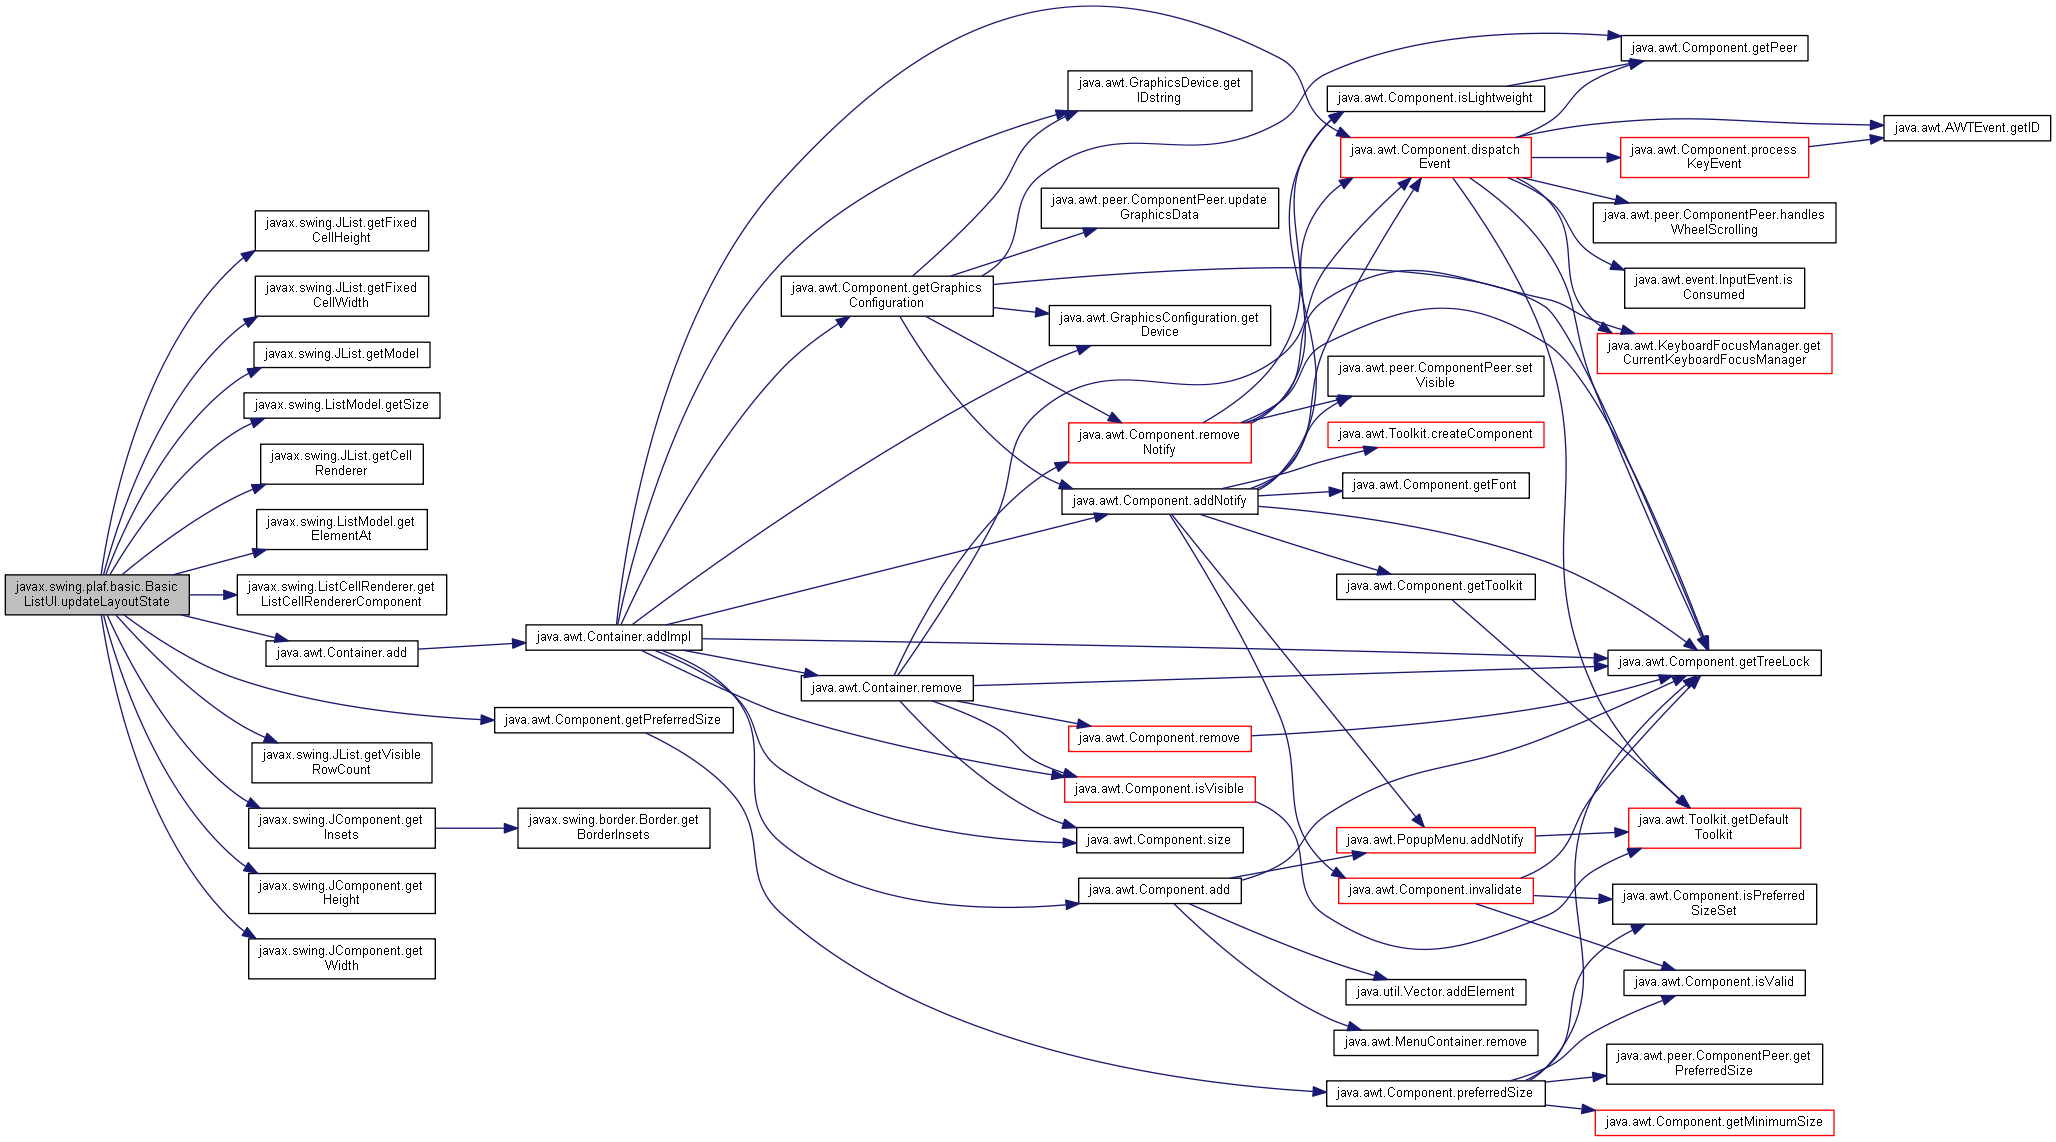 javax.swing.plaf.basic.Basic
ListUI.updateLayoutState
javax.swing.JList.getFixed
CellHeight
javax.swing.JList.getFixed
CellWidth
javax.swing.JList.getModel
javax.swing.ListModel.getSize
javax.swing.JList.getCell
Renderer
javax.swing.ListModel.get
ElementAt
javax.swing.ListCellRenderer.get
ListCellRendererComponent
java.awt.Container.add
javax.swing.JList.getVisible
RowCount
javax.swing.JComponent.get
Insets
javax.swing.JComponent.get
Height
javax.swing.JComponent.get
Width
java.awt.Container.addImpl
java.awt.Component.getPreferredSize
javax.swing.border.Border.get
BorderInsets
java.awt.Component.getGraphics
Configuration
java.awt.Container.remove
java.awt.GraphicsDevice.get
IDstring
java.awt.peer.ComponentPeer.update
GraphicsData
java.awt.GraphicsConfiguration.get
Device
java.awt.Component.remove
Notify
java.awt.Component.addNotify
java.awt.Component.remove
java.awt.Component.isVisible
java.awt.Component.size
java.awt.Component.add
java.awt.Component.isLightweight
java.awt.Component.dispatch
Event
java.awt.peer.ComponentPeer.set
Visible
java.awt.Toolkit.createComponent
java.awt.Component.getFont
java.awt.Component.getToolkit
java.awt.PopupMenu.addNotify
java.awt.Component.invalidate
java.util.Vector.addElement
java.awt.MenuContainer.remove
java.awt.Component.preferredSize
java.awt.Component.getPeer
java.awt.Component.process
KeyEvent
java.awt.peer.ComponentPeer.handles
WheelScrolling
java.awt.event.InputEvent.is
Consumed
java.awt.KeyboardFocusManager.get
CurrentKeyboardFocusManager
java.awt.Component.getTreeLock
java.awt.Toolkit.getDefault
Toolkit
java.awt.Component.isPreferred
SizeSet
java.awt.Component.isValid
java.awt.peer.ComponentPeer.get
PreferredSize
java.awt.Component.getMinimumSize
java.awt.AWTEvent.getID